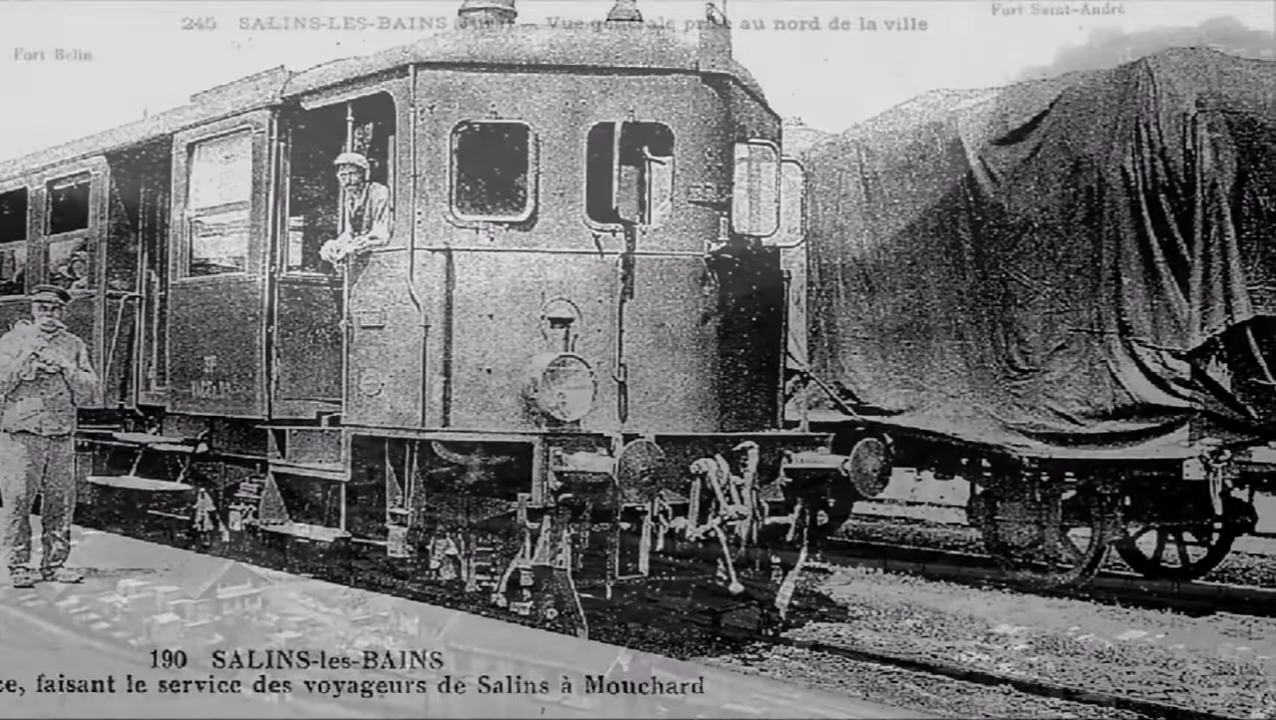 Fort Saint-André
245 SALINS-LES-BAINS (Jura) — Vue générale prise au nord de la ville
Fort Belin
190 SALINS-les-BAINS
ce, faisant le service des voyageurs de Salins à Mouchard